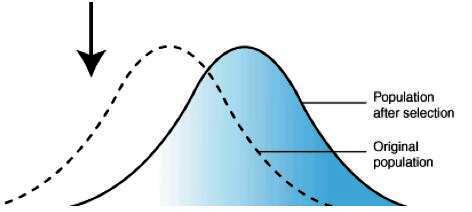 Population
after selection
Original
population